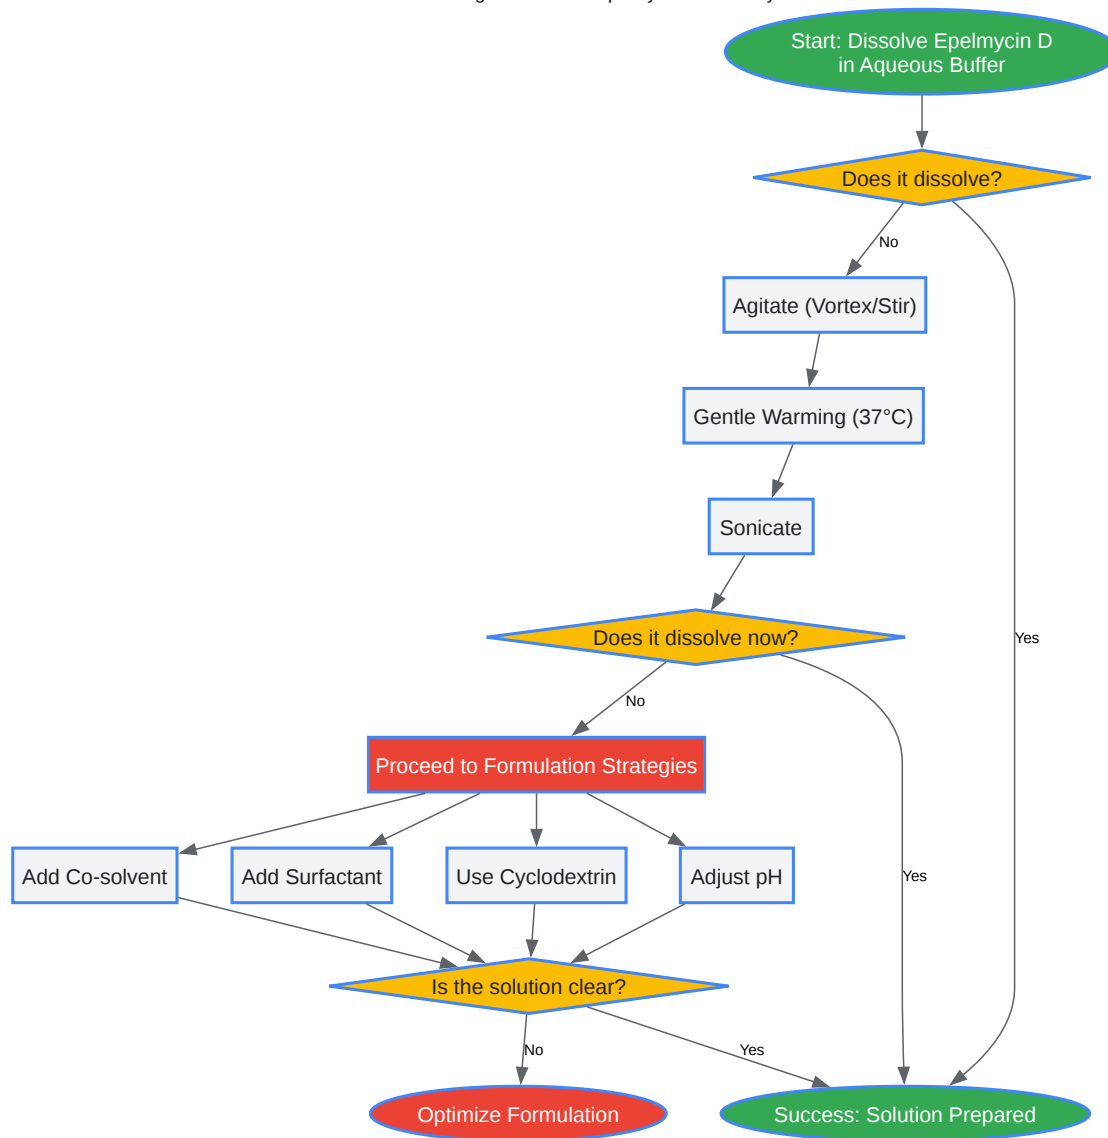 Start: Dissolve Epelmycin D
in Aqueous Buffer
Does it dissolve?
No
Agitate (Vortex/Stir)
Gentle Warming (37°C)
Sonicate
Does it dissolve now?
Yes
No
Proceed to Formulation Strategies
Add Co-solvent
Add Surfactant
Use Cyclodextrin
Adjust pH
Yes
Is the solution clear?
No
Yes
Optimize Formulation
Success: Solution Prepared